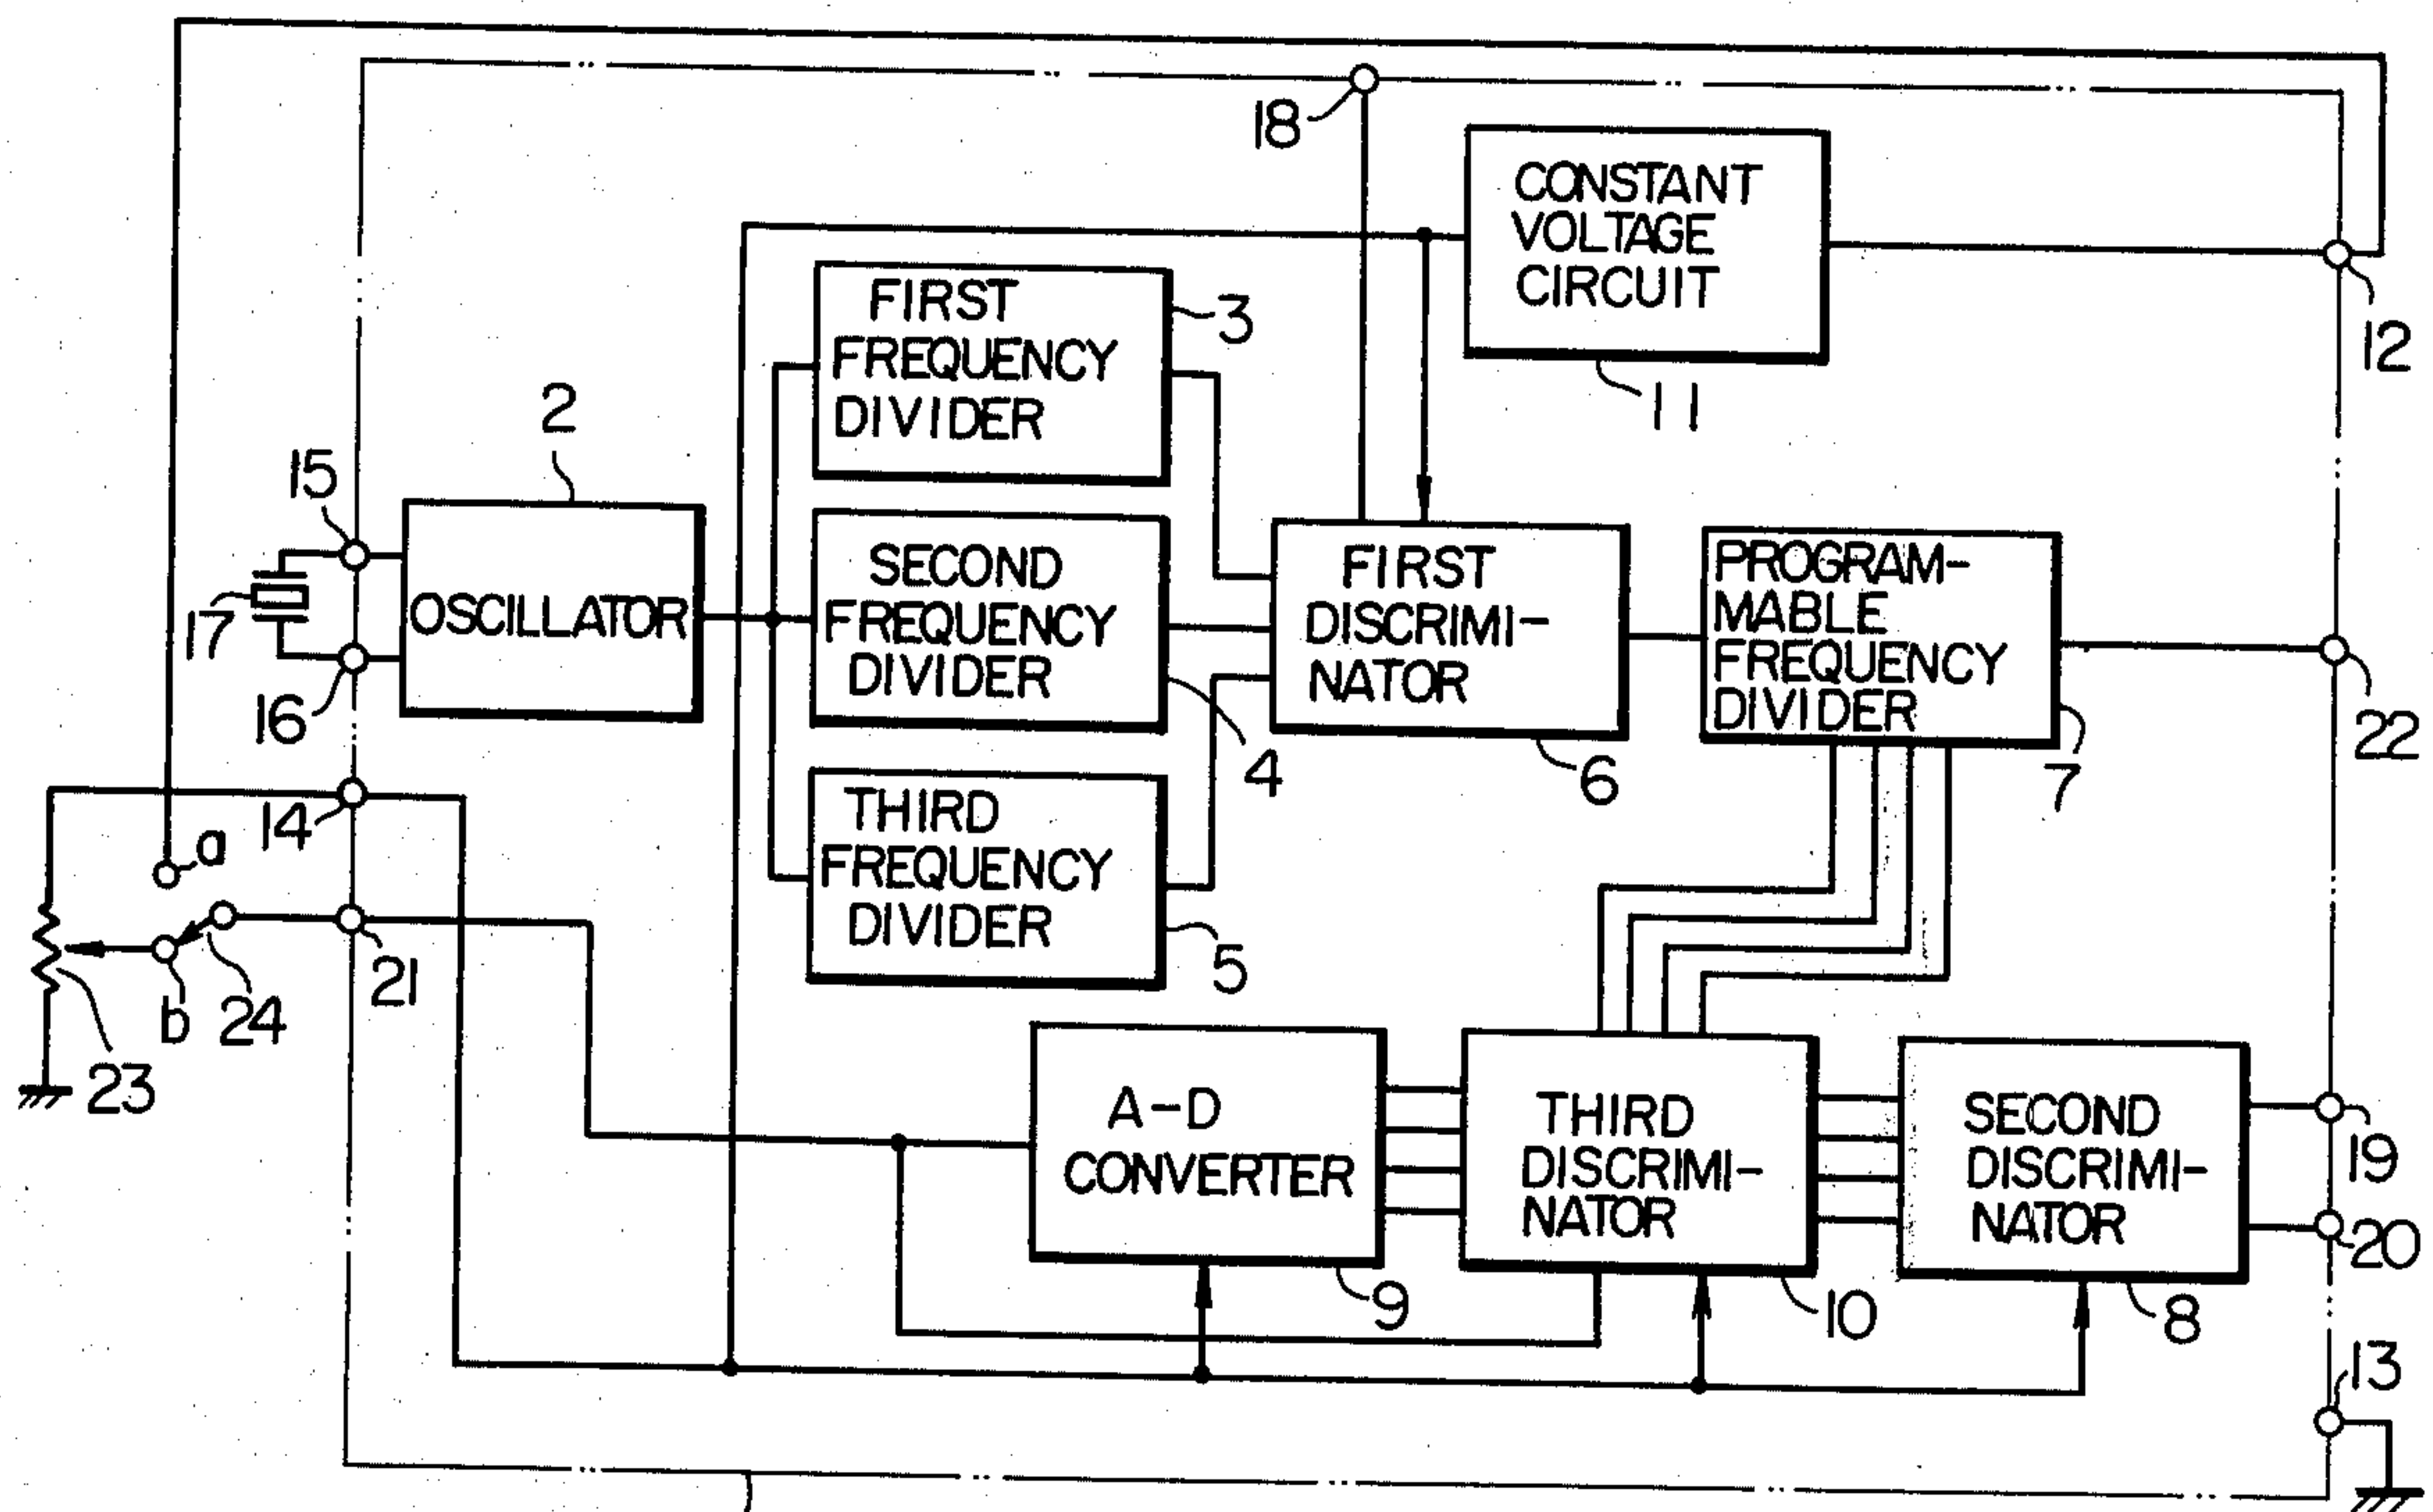 18
CONSTANT
VOLTAGE
CIRCUIT
11
12
FIRST
FREQUENCY
DIVIDER
3
2
15
17
16
OSCILLATOR
SECOND
FREQUENCY
DIVIDER
4
FIRST
DISCRIMI-
NATOR
6
PROGRAM-
MABLE
FREQUENCY
DIVIDER
7
22
14
a
b
24
21
23
THIRD
FREQUENCY
DIVIDER
5
A-D
CONVERTER
9
THIRD
DISCRIMI-
NATOR
10
SECOND
DISCRIMI-
NATOR
8
19
20
13